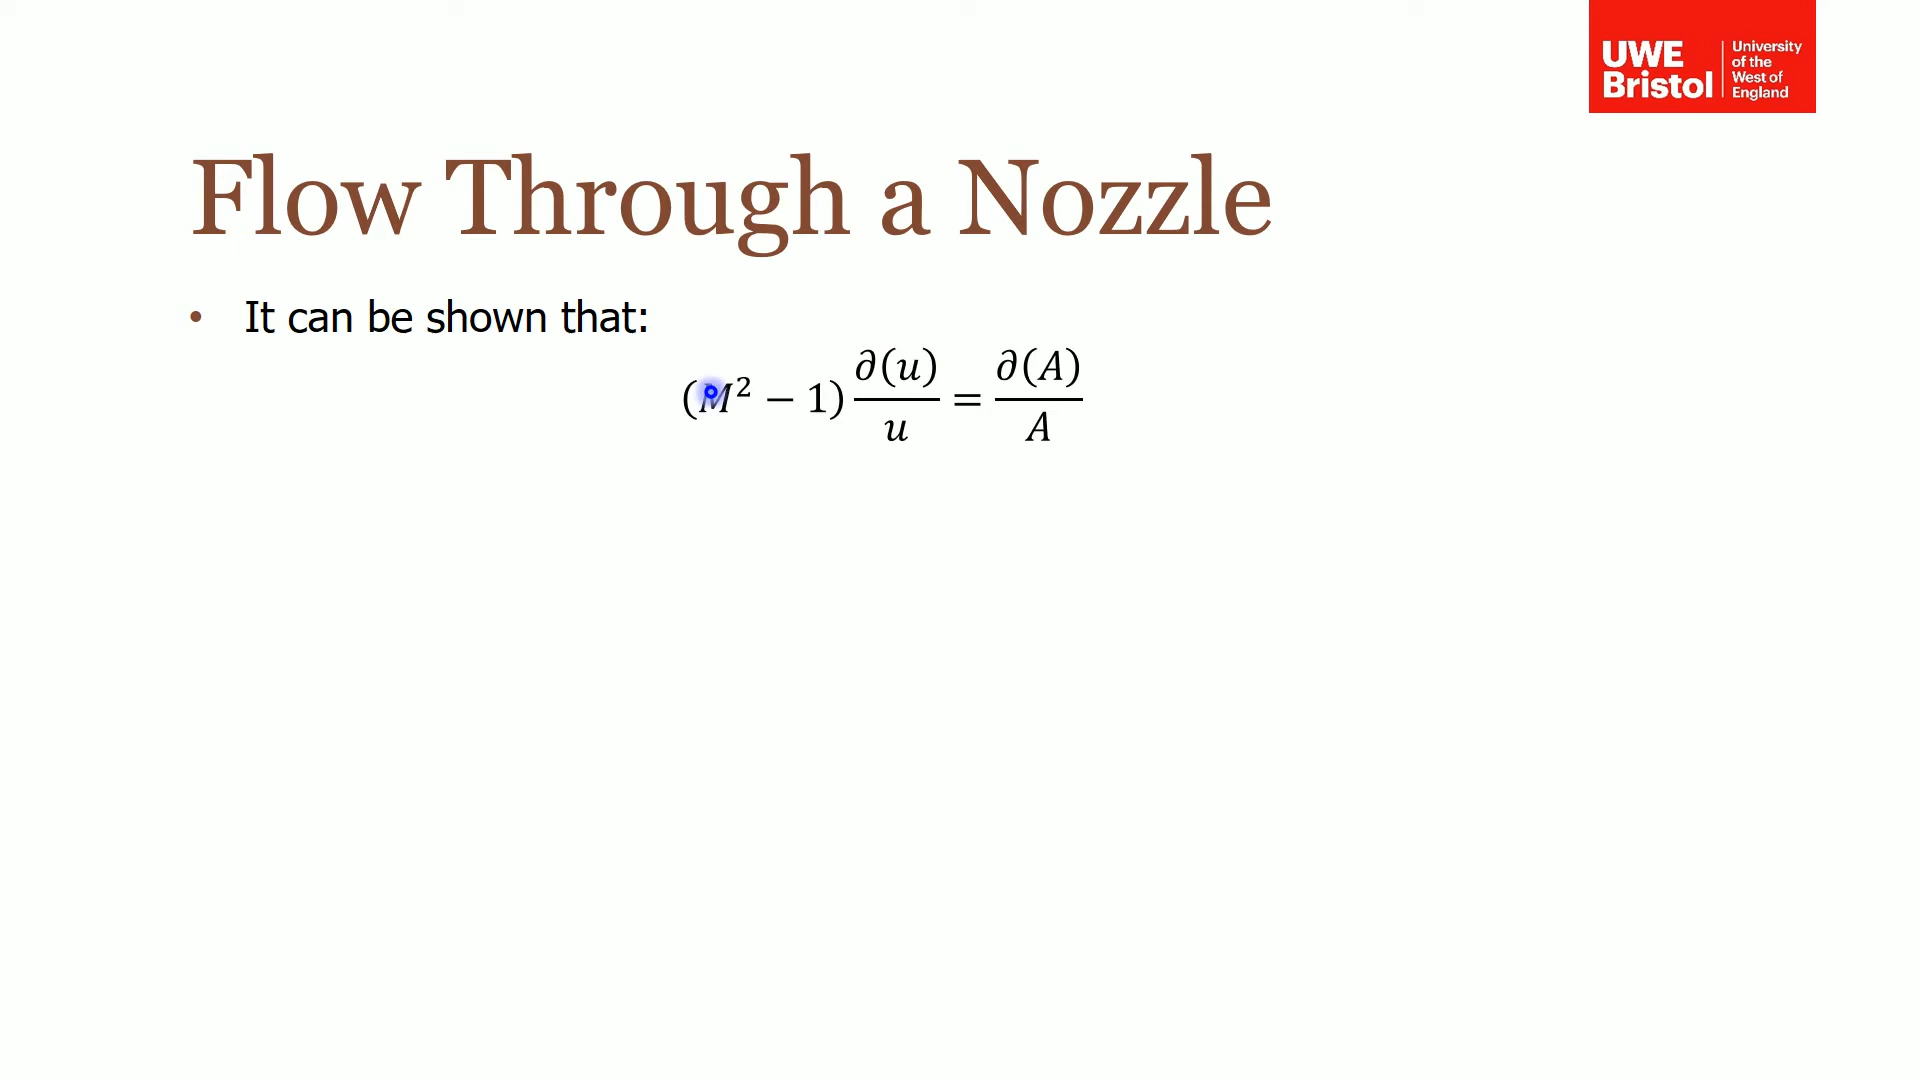 UWE Bristol
University of the West of England
Flow Through a Nozzle
• It can be shown that:
(M² − 1) ∂(u)/u = ∂(A)/A